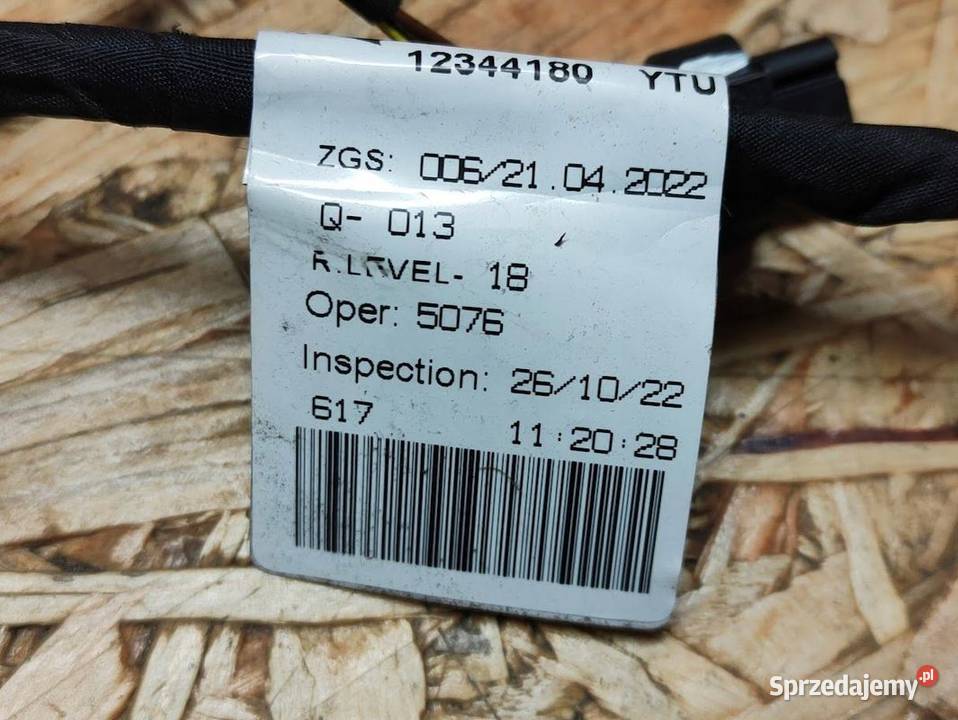 12344180 YTU
ZGS: 006/21.04.2022
Q- 013
R.LEVEL- 18
Oper: 5076
Inspection: 26/10/22
617 11:20:28
Sprzedajemy.pl